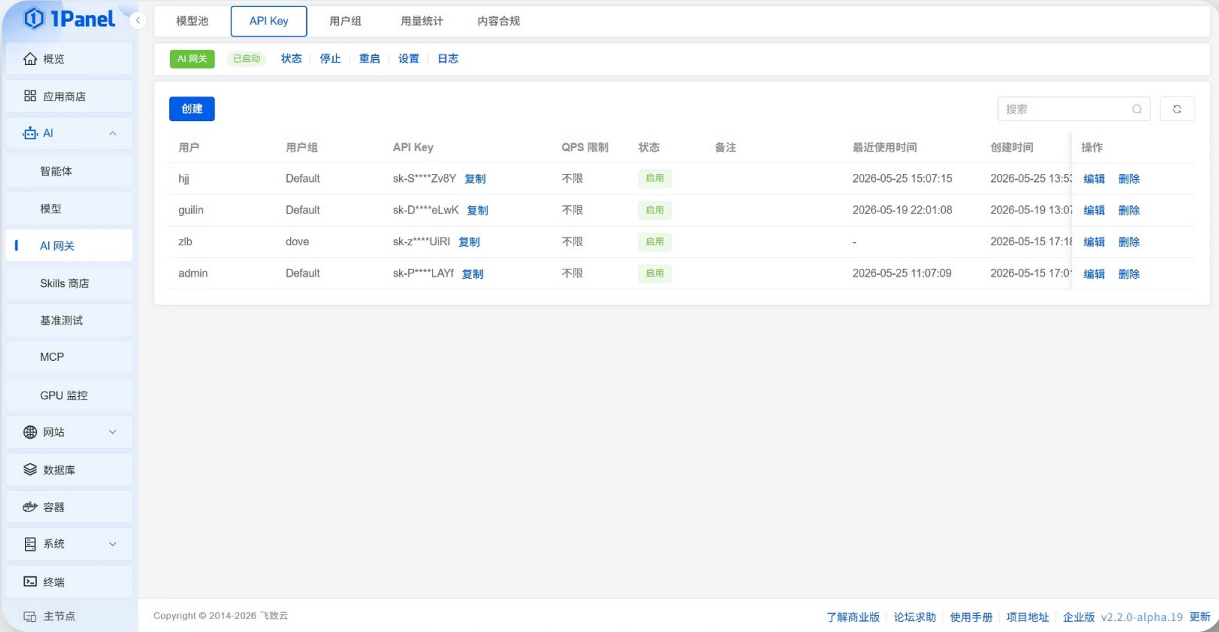 1Panel
概览
应用商店
AI
智能体
模型
AI 网关
Skills 商店
基准测试
MCP
GPU 监控
网站
数据库
容器
系统
终端
主节点
模型池 API Key 用户组 用量统计 内容合规
AI 网关 已启动 状态 停止 重启 设置 日志
创建 搜索
用户 用户组 API Key QPS 限制 状态 备注 最近使用时间 创建时间 操作
hjj Default sk-S****Zv8Y 复制 不限 启用 2026-05-25 15:07:15 2026-05-25 13:53 编辑 删除
guilin Default sk-D****eLwK 复制 不限 启用 2026-05-19 22:01:08 2026-05-19 13:07 编辑 删除
zlb dove sk-z****UiRI 复制 不限 启用 - 2026-05-15 17:18 编辑 删除
admin Default sk-P****LAYf 复制 不限 启用 2026-05-25 11:07:09 2026-05-15 17:01 编辑 删除
Copyright © 2014-2026 飞致云 了解商业版 论坛求助 使用手册 项目地址 企业版 v2.2.0-alpha.19 更新